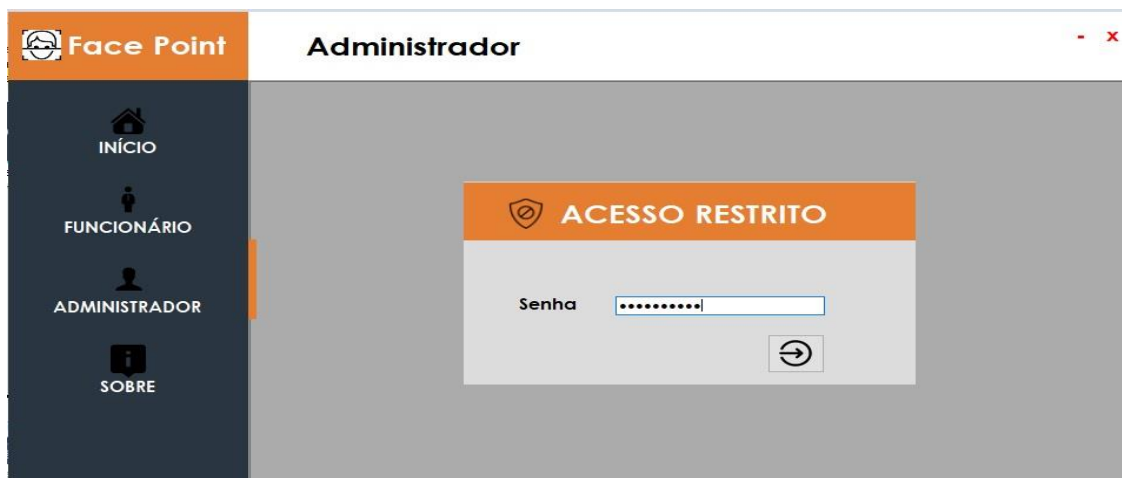 Face Point
Administrador
- x
INÍCIO
FUNCIONÁRIO
ADMINISTRADOR
SOBRE
ACESSO RESTRITO
Senha ••••••••••